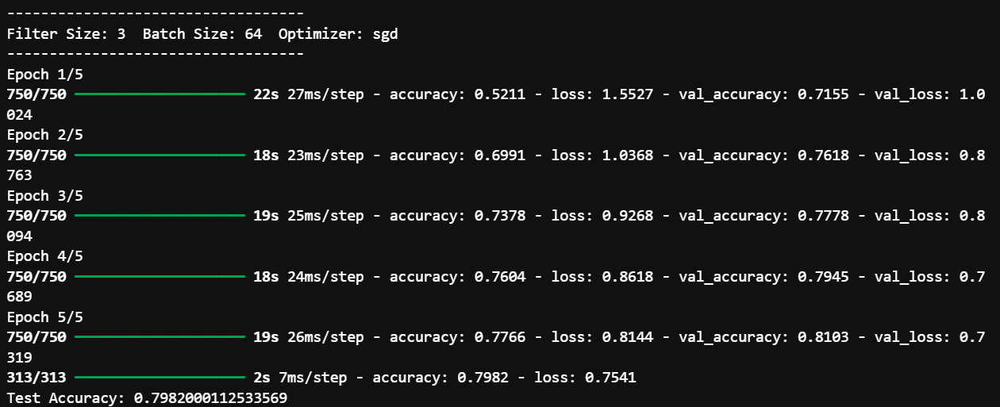 -----------------------------------
Filter Size: 3  Batch Size: 64  Optimizer: sgd
-----------------------------------
Epoch 1/5
750/750 ━━━━━━━━━━━━━━━━━━━━ 22s 27ms/step - accuracy: 0.5211 - loss: 1.5527 - val_accuracy: 0.7155 - val_loss: 1.0
024
Epoch 2/5
750/750 ━━━━━━━━━━━━━━━━━━━━ 18s 23ms/step - accuracy: 0.6991 - loss: 1.0368 - val_accuracy: 0.7618 - val_loss: 0.8
763
Epoch 3/5
750/750 ━━━━━━━━━━━━━━━━━━━━ 19s 25ms/step - accuracy: 0.7378 - loss: 0.9268 - val_accuracy: 0.7778 - val_loss: 0.8
094
Epoch 4/5
750/750 ━━━━━━━━━━━━━━━━━━━━ 18s 24ms/step - accuracy: 0.7604 - loss: 0.8618 - val_accuracy: 0.7945 - val_loss: 0.7
689
Epoch 5/5
750/750 ━━━━━━━━━━━━━━━━━━━━ 19s 26ms/step - accuracy: 0.7766 - loss: 0.8144 - val_accuracy: 0.8103 - val_loss: 0.7
319
313/313 ━━━━━━━━━━━━━━━━━━━━ 2s 7ms/step - accuracy: 0.7982 - loss: 0.7541
Test Accuracy: 0.7982000112533569